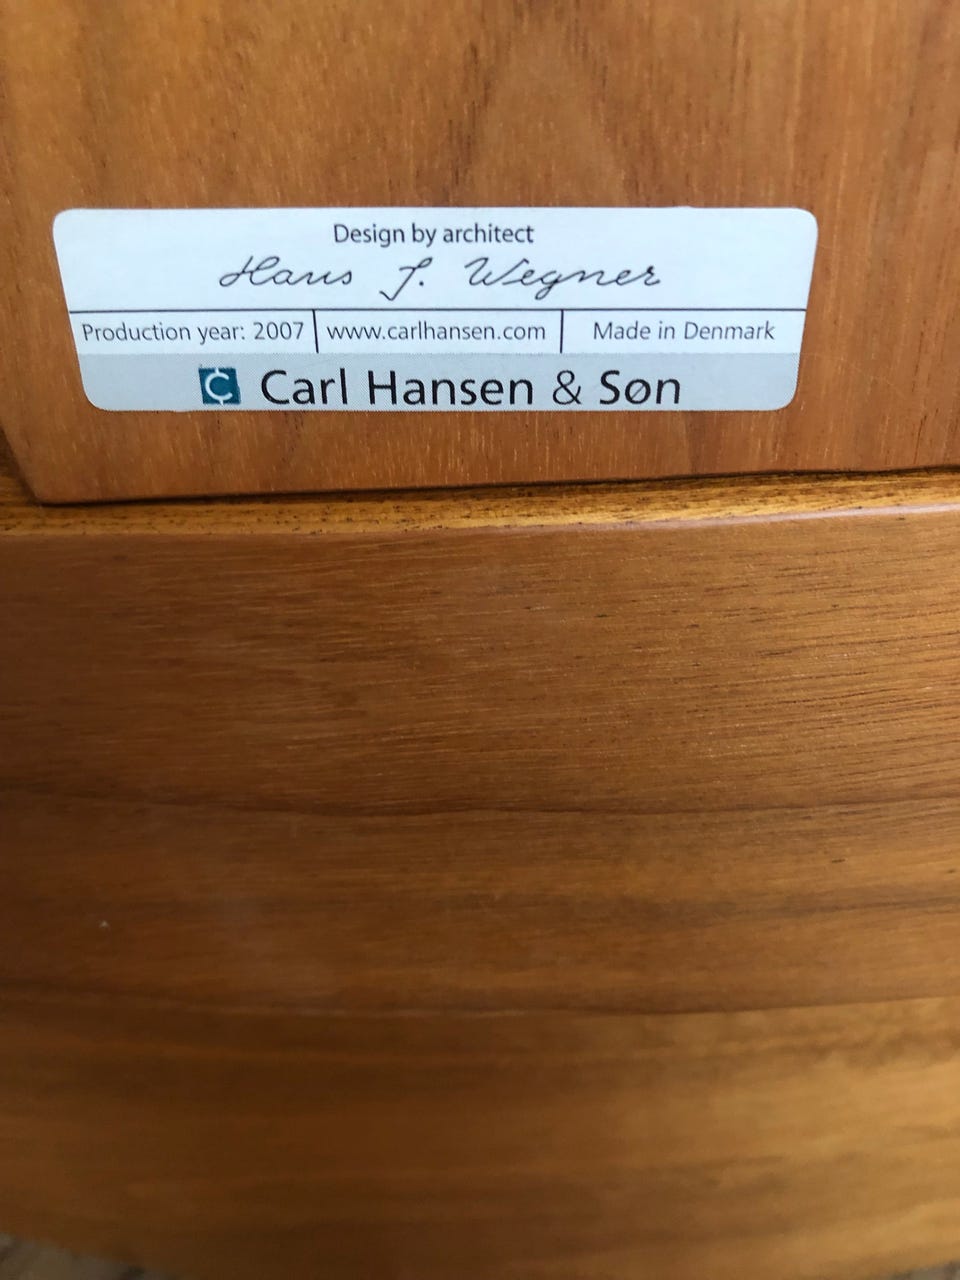 Design by architect
Hans J. Wegner
Production year: 2007 www.carlhansen.com Made in Denmark
Carl Hansen & Søn